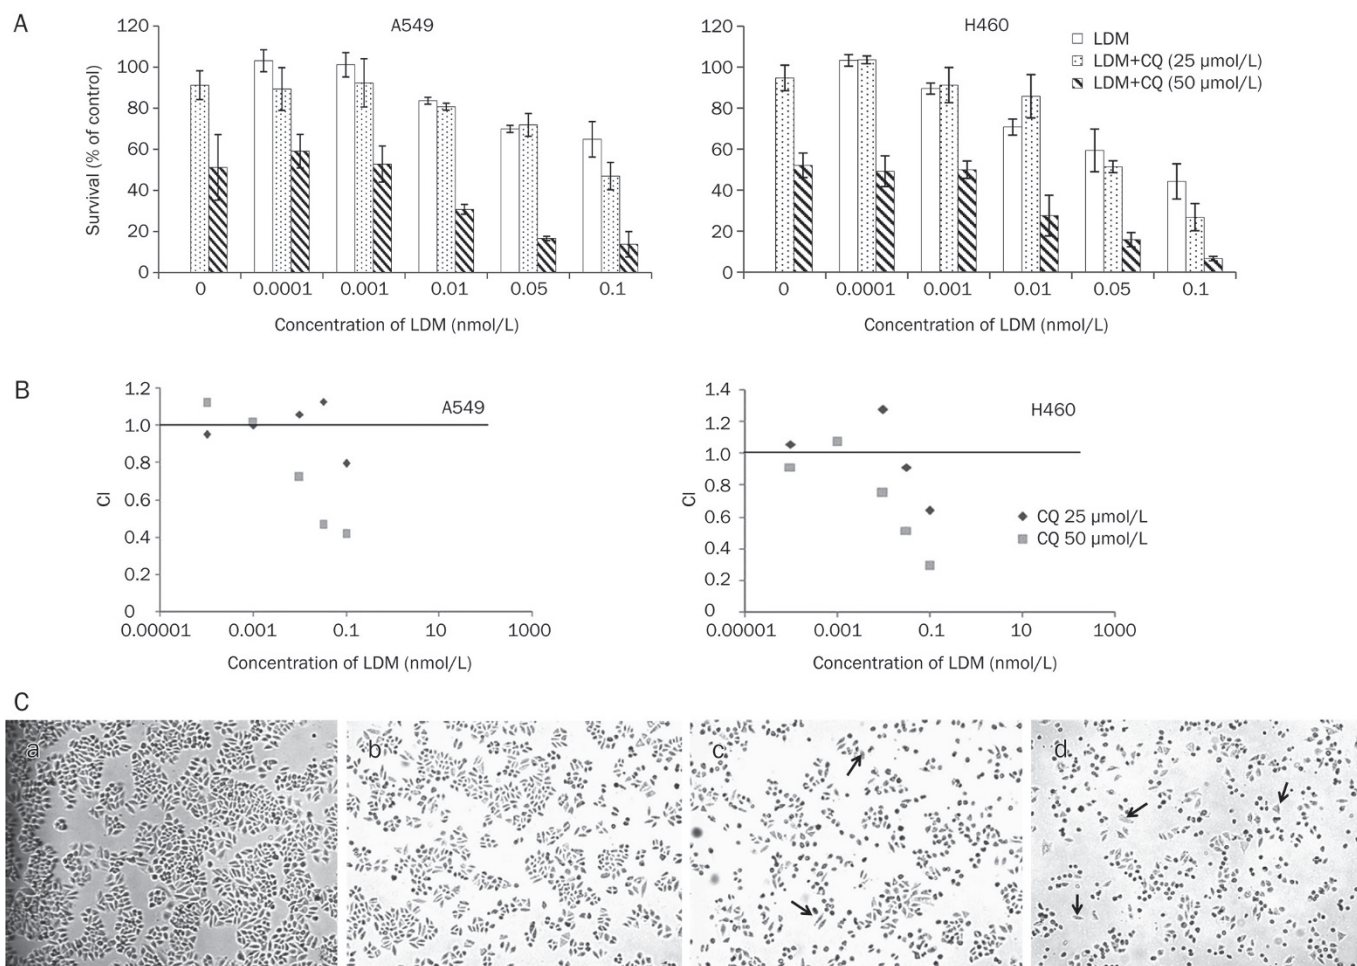 A
A549
H460
120
100
80
60
40
20
0
Survival (% of control)
0 0.0001 0.001 0.01 0.05 0.1
Concentration of LDM (nmol/L)
120
100
80
60
40
20
0
0 0.0001 0.001 0.01 0.05 0.1
Concentration of LDM (nmol/L)
LDM
LDM+CQ (25 µmol/L)
LDM+CQ (50 µmol/L)
B
1.2
1.0
0.8
0.6
0.4
0.2
0
CI
A549
0.00001 0.001 0.1 10 1000
Concentration of LDM (nmol/L)
1.4
1.2
1.0
0.8
0.6
0.4
0.2
0
CI
H460
CQ 25 µmol/L
CQ 50 µmol/L
0.00001 0.001 0.1 10 1000
Concentration of LDM (nmol/L)
C
a
b
c
d